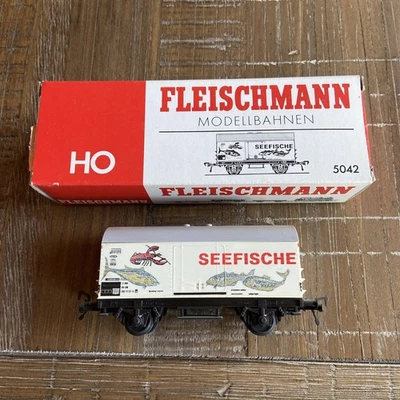 FLEISCHMANN
MODELLBAHNEN
HO
SEEFISCHE
5042
FLEISCHMANN
SEEFISCHE